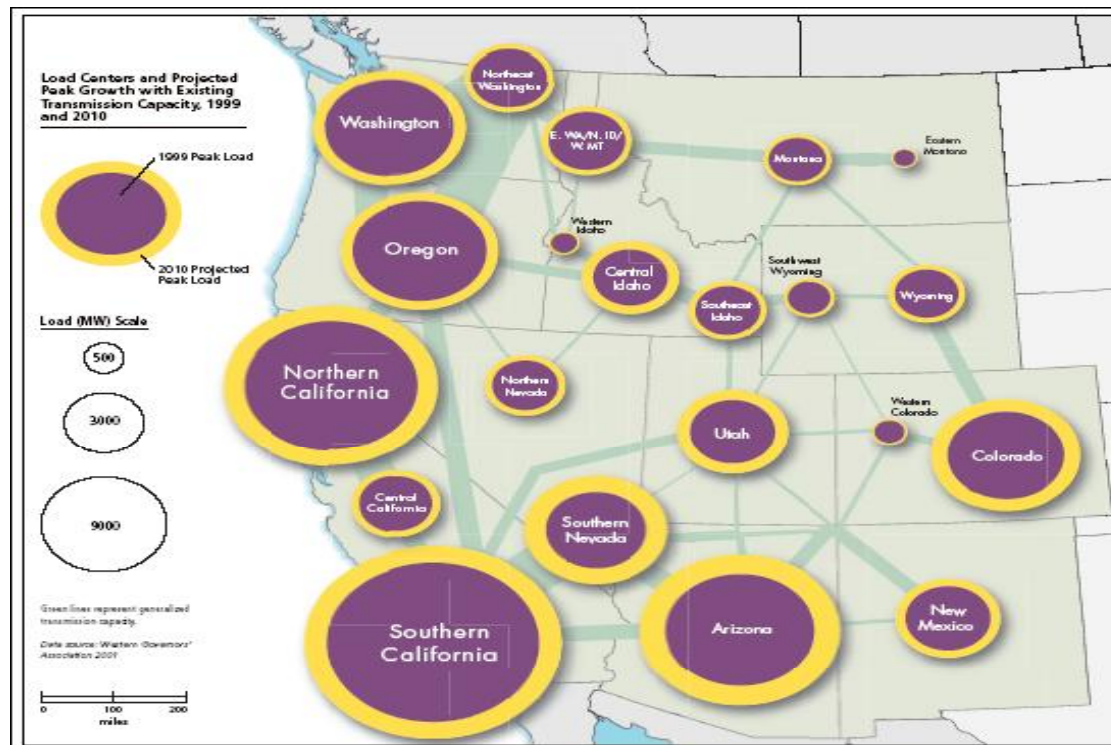 Load Centers and Projected
Peak Growth with Existing
Transmission Capacity, 1999
and 2010
1999 Peak Load
2010 Projected
Peak Load
Load (MW) Scale
500
3000
9000
Green lines represent generalized
transmission capacity.
Data source: Western Governors'
Association 2001
0
100
200
miles
Northeast
Washington
Washington
E. WA/N. ID/
W. MT
Montana
Eastern
Montana
Oregon
Western
Idaho
Central
Idaho
Southwest
Wyoming
Southeast
Idaho
Wyoming
Northern
California
Northern
Nevada
Utah
Western
Colorado
Colorado
Central
California
Southern
Nevada
Southern
California
Arizona
New
Mexico